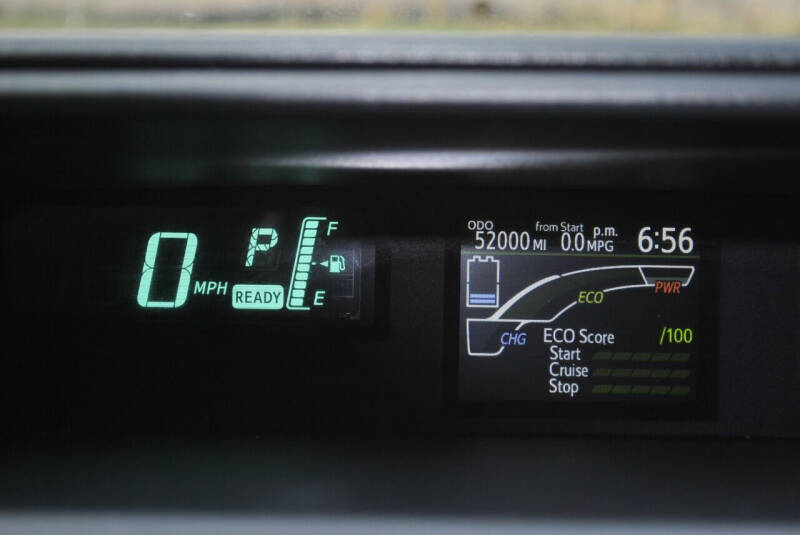 0 MPH
P
READY
F
E
ODO
52000 MI
from Start
0.0 MPG
p.m.
6:56
ECO
PWR
CHG
ECO Score /100
Start
Cruise
Stop